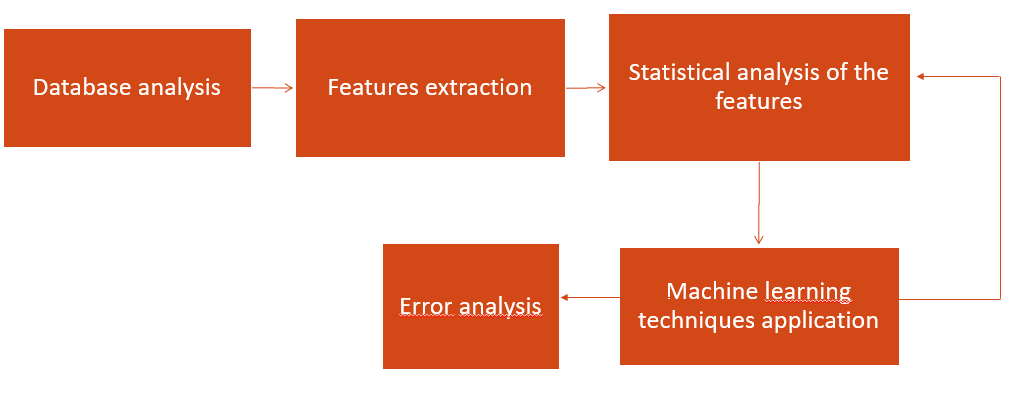 Database analysis
Features extraction
Statistical analysis of the
features
Machine learning
techniques application
Error analysis